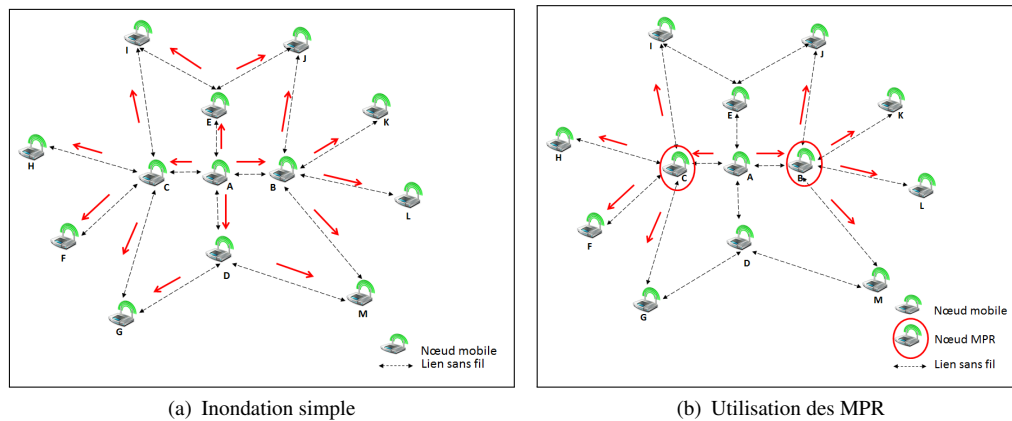 I
J
E
K
H
C
A
B
L
F
D
G
M
Nœud mobile
Lien sans fil
(a) Inondation simple
I
J
E
K
H
C
A
B
L
F
D
G
M
Nœud mobile
Nœud MPR
Lien sans fil
(b) Utilisation des MPR